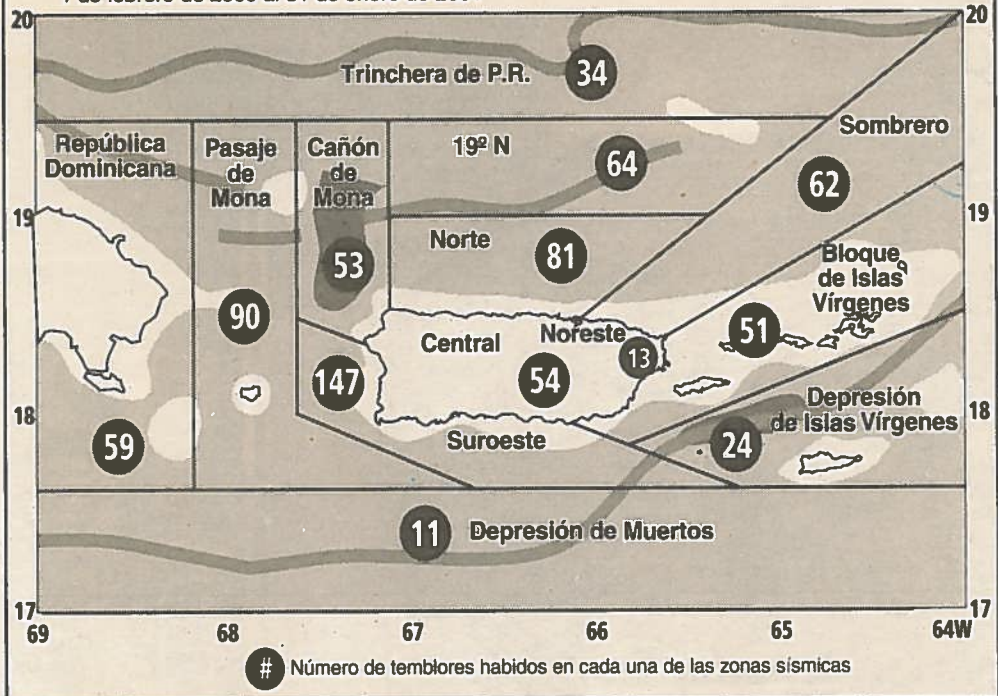 20
20
Trinchera de P.R.
34
República
Dominicana
Pasaje
de
Mona
Cañón
de
Mona
19º N
64
Sombrero
62
19
19
Norte
81
53
Bloque
de Islas
Vírgenes
90
Central
Noreste
13
51
147
54
Depresión
de Islas Vírgenes
18
18
Suroeste
59
24
11
Depresión de Muertos
17
17
69
68
67
66
65
64W
# Número de temblores habidos en cada una de las zonas sísmicas